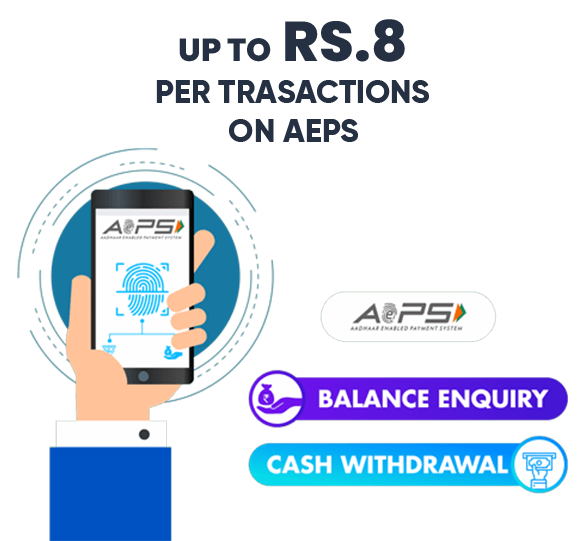 UP TO RS.8
PER TRASACTIONS
ON AEPS
AePS
AADHAAR ENABLED PAYMENT SYSTEM
AePS
AADHAAR ENABLED PAYMENT SYSTEM
BALANCE ENQUIRY
CASH WITHDRAWAL